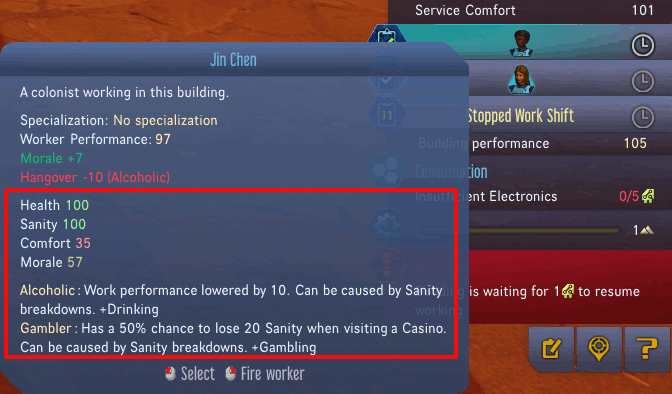 Service Comfort 101
Jin Chen
A colonist working in this building.
Specialization: No specialization
Worker Performance: 97
Morale +7
Hangover -10 (Alcoholic)
Health 100
Sanity 100
Comfort 35
Morale 57
Alcoholic : Work performance lowered by 10. Can be caused by Sanity
breakdowns. +Drinking
Gambler : Has a 50% chance to lose 20 Sanity when visiting a Casino.
Can be caused by Sanity breakdowns. +Gambling
Select Fire worker
Stopped Work Shift
Building performance 105
Consumption
Insufficient Electronics 0/5
1
is waiting for 1 to resume
working